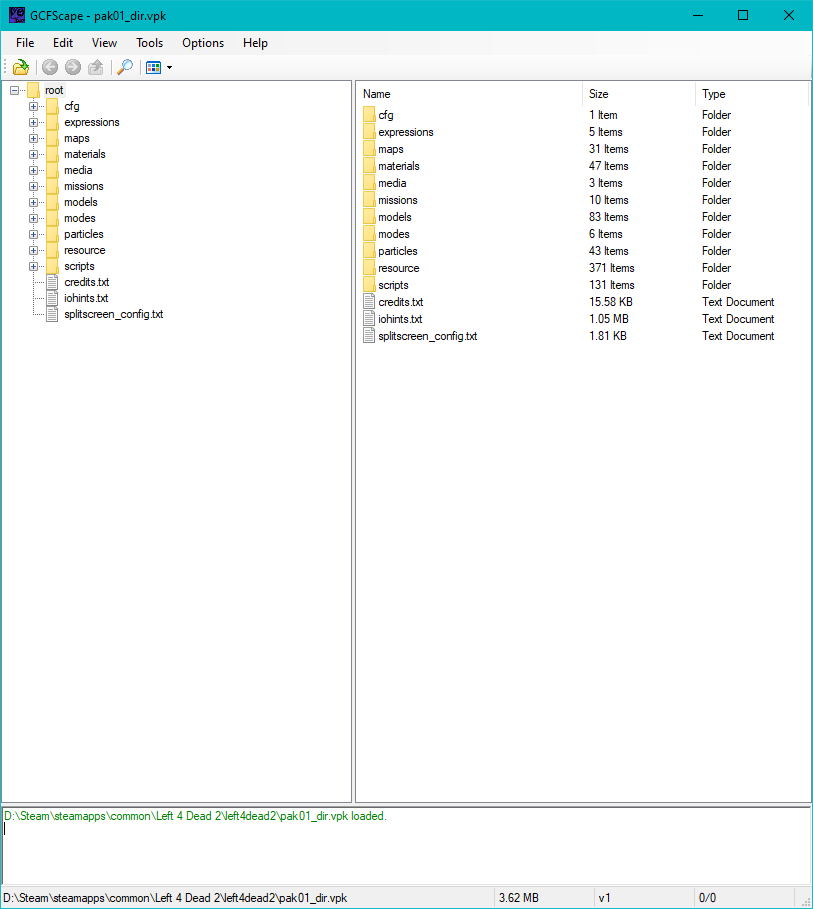 GCFScape - pak01_dir.vpk
File Edit View Tools Options Help
root
cfg
expressions
maps
materials
media
missions
models
modes
particles
resource
scripts
credits.txt
iohints.txt
splitscreen_config.txt
Name Size Type
cfg 1 Item Folder
expressions 5 Items Folder
maps 31 Items Folder
materials 47 Items Folder
media 3 Items Folder
missions 10 Items Folder
models 83 Items Folder
modes 6 Items Folder
particles 43 Items Folder
resource 371 Items Folder
scripts 131 Items Folder
credits.txt 15.58 KB Text Document
iohints.txt 1.05 MB Text Document
splitscreen_config.txt 1.81 KB Text Document
D:\Steam\steamapps\common\Left 4 Dead 2\left4dead2\pak01_dir.vpk loaded.
D:\Steam\steamapps\common\Left 4 Dead 2\left4dead2\pak01_dir.vpk 3.62 MB v1 0/0